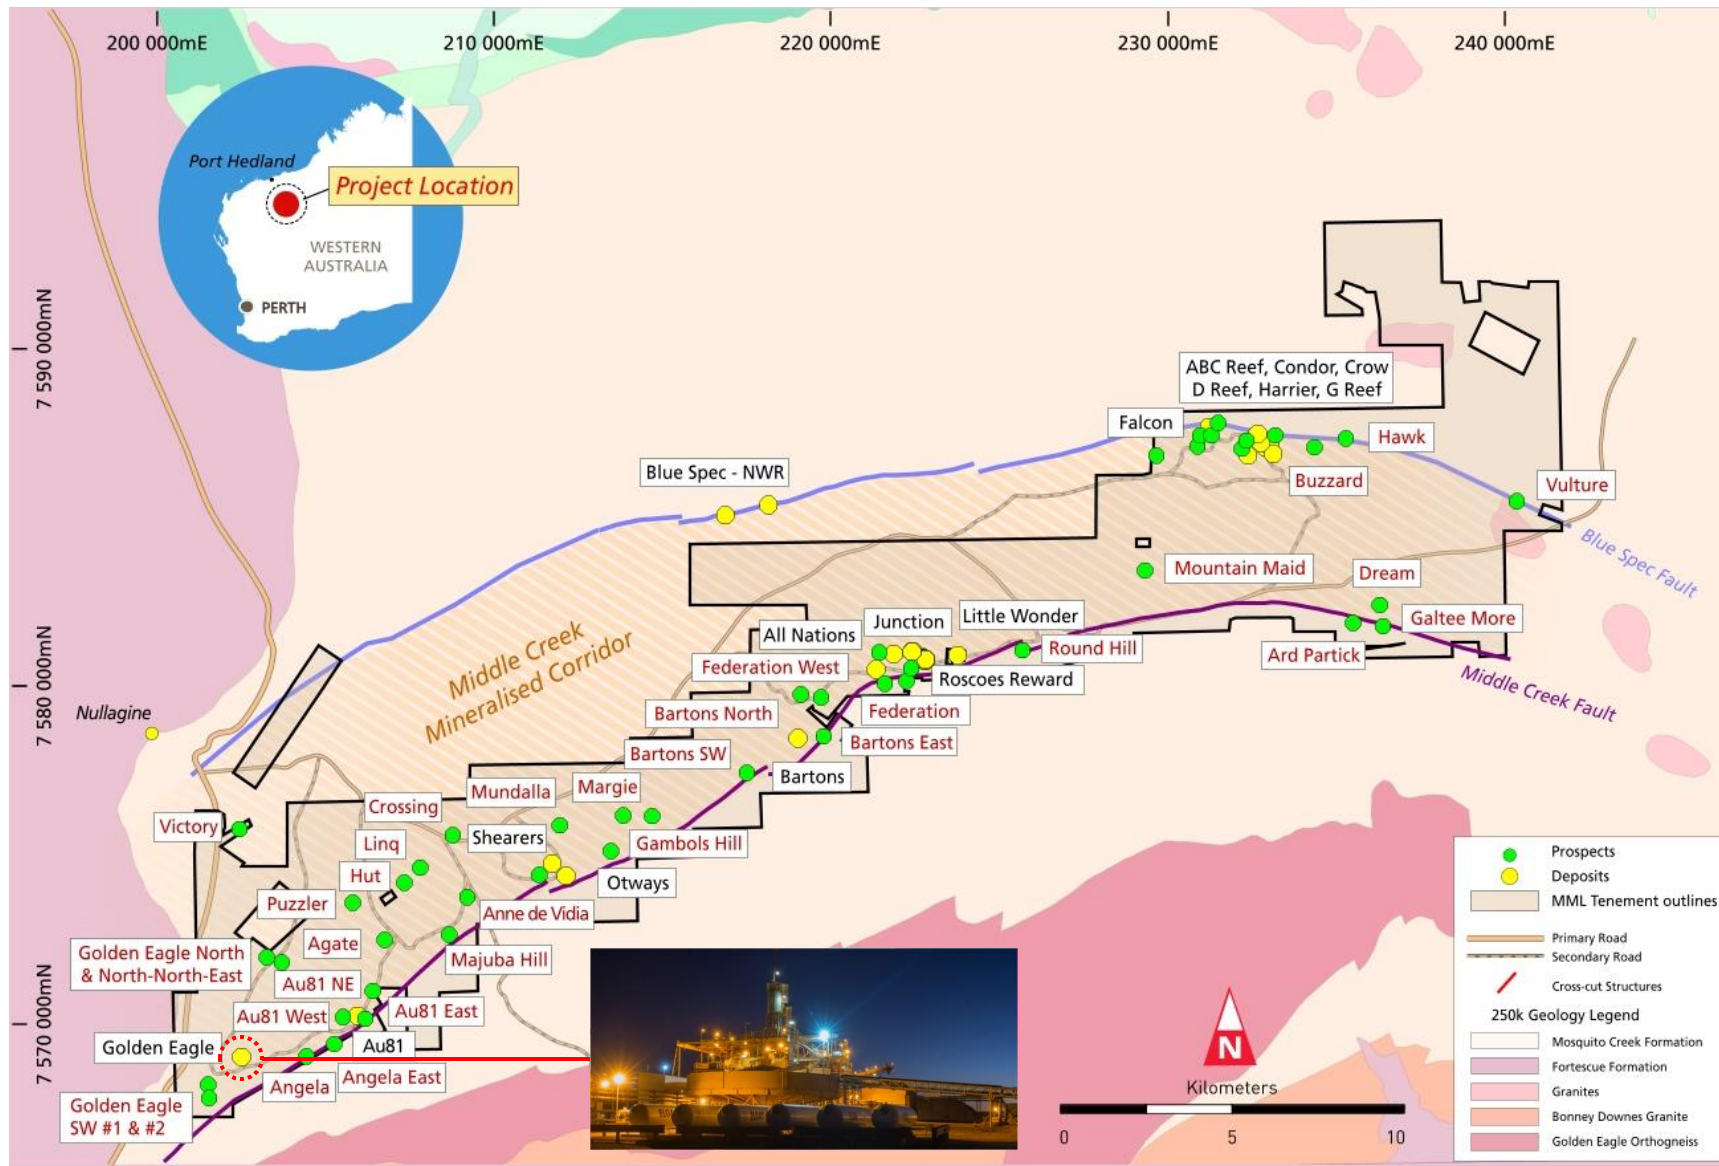 200 000mE
210 000mE
220 000mE
230 000mE
240 000mE
7 590 000mN
7 580 000mN
7 570 000mN
Port Hedland
Project Location
WESTERN
AUSTRALIA
PERTH
ABC Reef, Condor, Crow
D Reef, Harrier, G Reef
Falcon
Hawk
Blue Spec - NWR
Buzzard
Vulture
Blue Spec Fault
Mountain Maid
Dream
Little Wonder
Junction
Galtee More
All Nations
Round Hill
Ard Partick
Federation West
Roscoes Reward
Middle Creek Fault
Middle Creek
Mineralised Corridor
Nullagine
Bartons North
Federation
Bartons East
Bartons SW
Bartons
Margie
Mundalla
Crossing
Victory
Shearers
Linq
Gambols Hill
Hut
Otways
Puzzler
Anne de Vidia
Agate
Golden Eagle North
& North-North-East
Majuba Hill
Au81 NE
Au81 East
Au81 West
Au81
Golden Eagle
Angela East
Angela
Golden Eagle
SW #1 & #2
N
Kilometers
0
5
10
Prospects
Deposits
MML Tenement outlines
Primary Road
Secondary Road
Cross-cut Structures
250k Geology Legend
Mosquito Creek Formation
Fortescue Formation
Granites
Bonney Downes Granite
Golden Eagle Orthogneiss